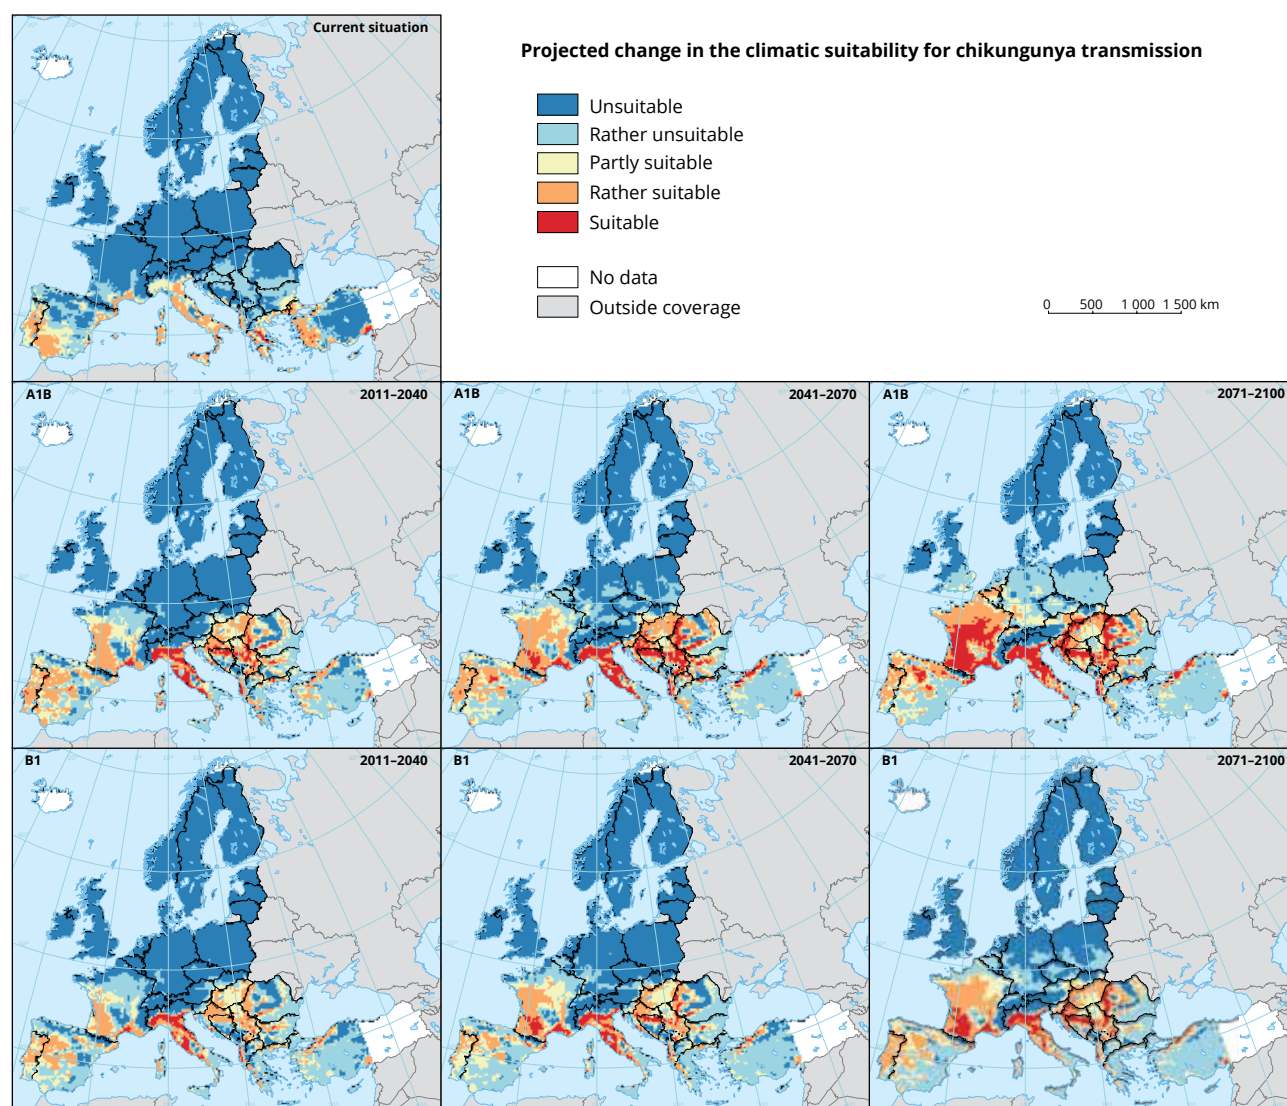 Current situation
Projected change in the climatic suitability for chikungunya transmission
Unsuitable
Rather unsuitable
Partly suitable
Rather suitable
Suitable
No data
Outside coverage
0 500 1 000 1 500 km
A1B 2011–2040
A1B 2041–2070
A1B 2071–2100
B1 2011–2040
B1 2041–2070
B1 2071–2100